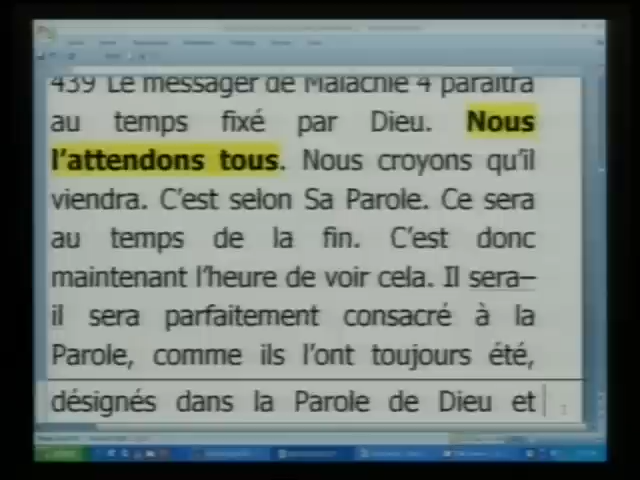 439 Le messager de Malachie 4 paraîtra
au temps fixé par Dieu. Nous
l'attendons tous. Nous croyons qu'il
viendra. C'est selon Sa Parole. Ce sera
au temps de la fin. C'est donc
maintenant l'heure de voir cela. Il sera–
il sera parfaitement consacré à la
Parole, comme ils l'ont toujours été,
désignés dans la Parole de Dieu et